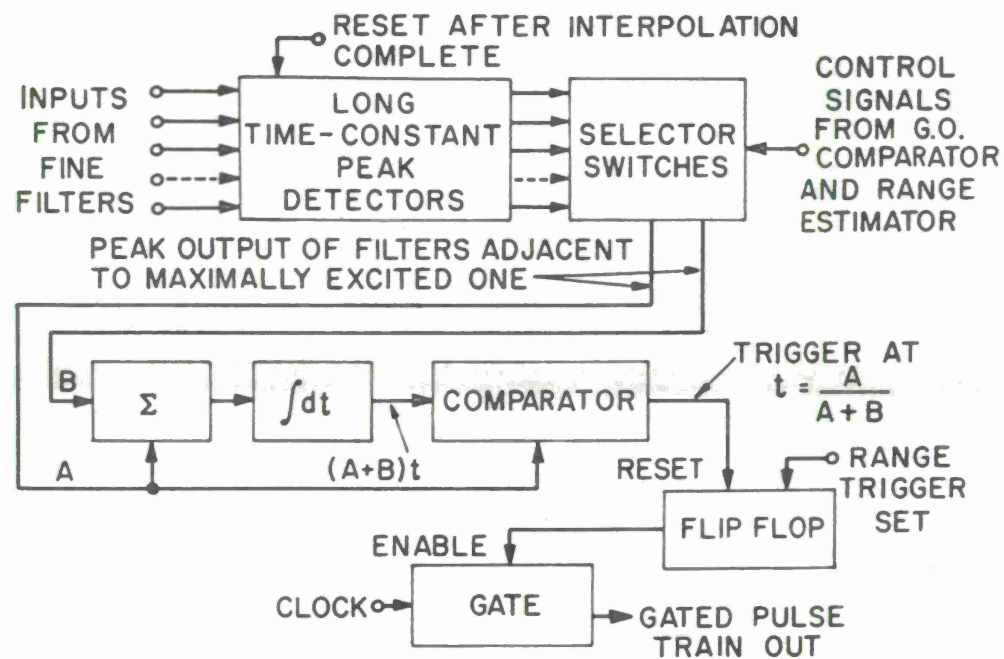 RESET AFTER INTERPOLATION
COMPLETE
INPUTS
FROM
FINE
FILTERS
LONG
TIME-CONSTANT
PEAK
DETECTORS
SELECTOR
SWITCHES
CONTROL
SIGNALS
FROM G.O.
COMPARATOR
AND RANGE
ESTIMATOR
PEAK OUTPUT OF FILTERS ADJACENT
TO MAXIMALLY EXCITED ONE
B
A
Σ
∫dt
(A+B)t
COMPARATOR
TRIGGER AT
t = A / A + B
RESET
RANGE
TRIGGER
SET
FLIP FLOP
ENABLE
CLOCK
GATE
GATED PULSE
TRAIN OUT